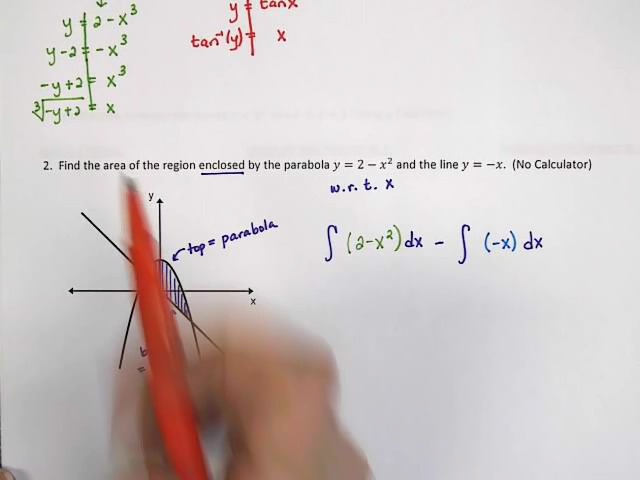 y = 2 - x³
y - 2 = - x³
-y + 2 = x³
∛(-y+2) = x
y = tan x
tan⁻¹(y) = x
2. Find the area of the region enclosed by the parabola y = 2 − x² and the line y = −x. (No Calculator)
w.r.t. x
y
top = parabola
∫ (2-x²) dx - ∫ (-x) dx
x
=